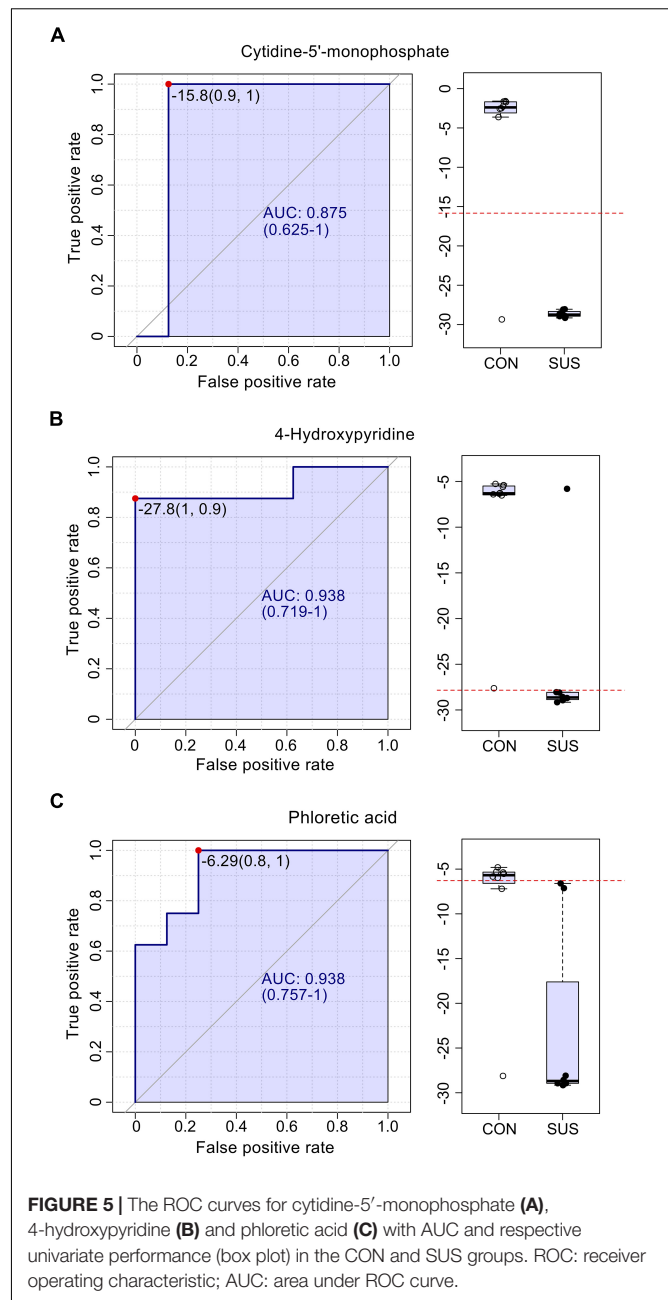 A
Cytidine-5'-monophosphate
True positive rate
1.0
0.8
0.6
0.4
0.2
0
-15.8(0.9, 1)
AUC: 0.875
(0.625-1)
0 0.2 0.4 0.6 0.8 1.0
False positive rate
0
-5
-10
-15
-20
-25
-30
CON SUS
B
4-Hydroxypyridine
True positive rate
1.0
0.8
0.6
0.4
0.2
0
-27.8(1, 0.9)
AUC: 0.938
(0.719-1)
0 0.2 0.4 0.6 0.8 1.0
False positive rate
-5
-10
-15
-20
-25
-30
CON SUS
C
Phloretic acid
True positive rate
1.0
0.8
0.6
0.4
0.2
0
-6.29(0.8, 1)
AUC: 0.938
(0.757-1)
0 0.2 0.4 0.6 0.8 1.0
False positive rate
-5
-10
-15
-20
-25
-30
CON SUS
FIGURE 5 | The ROC curves for cytidine-5′-monophosphate (A),
4-hydroxypyridine (B) and phloretic acid (C) with AUC and respective
univariate performance (box plot) in the CON and SUS groups. ROC: receiver
operating characteristic; AUC: area under ROC curve.